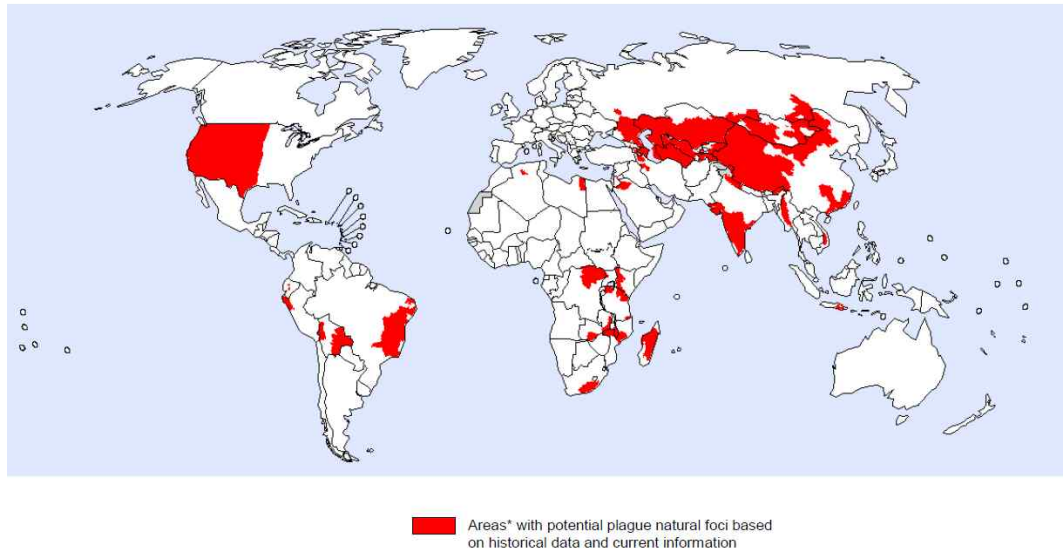 Areas* with potential plague natural foci based
on historical data and current information